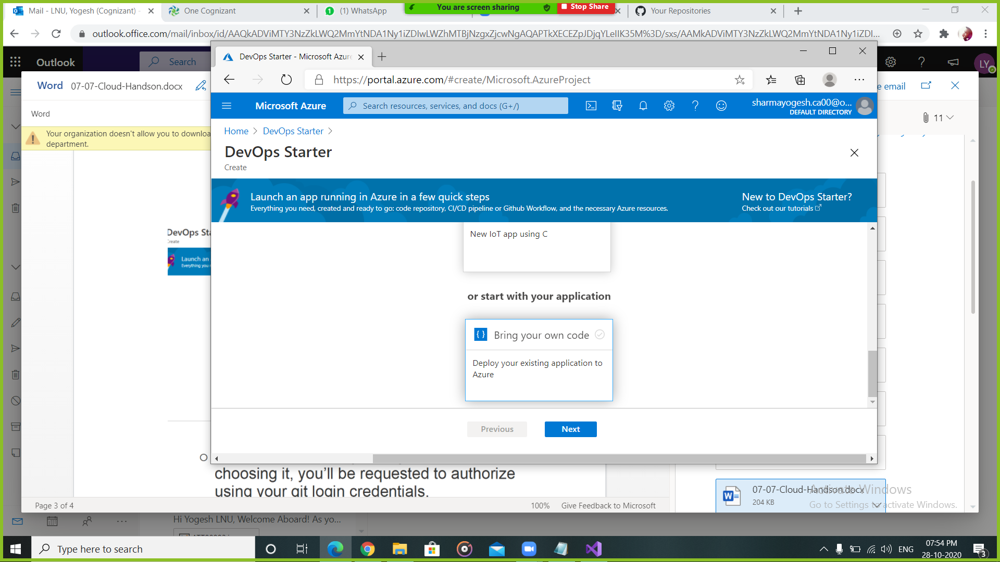 Mail - LNU, Yogesh (Cognizant) -
One Cognizant
(1) WhatsApp
You are screen sharing
Stop Share
Your Repositories
outlook.office.com/mail/inbox/id/
Outlook
Search
LY
DevOps Starter - Microsoft Azure
https://portal.azure.com/#create/Microsoft.AzureProject
Word 07-07-Cloud-Handson.docx
e email
Word
11
Your organization doesn't allow you to downloa
department.
Microsoft Azure
Search resources, services, and docs (G+/)
sharmayogesh.ca00@o...
DEFAULT DIRECTORY
Home > DevOps Starter >
DevOps Starter
Create
Launch an app running in Azure in a few quick steps
Everything you need, created and ready to go: code repository, CI/CD pipeline or Github Workflow, and the necessary Azure resources.
New to DevOps Starter?
Check out our tutorials
DevOps Sta
Create
Launch an
Everything you n
New IoT app using C
or start with your application
{ } Bring your own code
Deploy your existing application to
Azure
Previous
Next
choosing it, you'll be requested to authorize
using your git login credentials.
07-07-Cloud-Handson.docx
204 KB
Activate Windows
Go to Settings to activate Windows.
Page 3 of 4
100%
Give Feedback to Microsoft
Hi Yogesh LNU, Welcome Aboard! As yo...
Type here to search
ENG
07:54 PM
28-10-2020
3